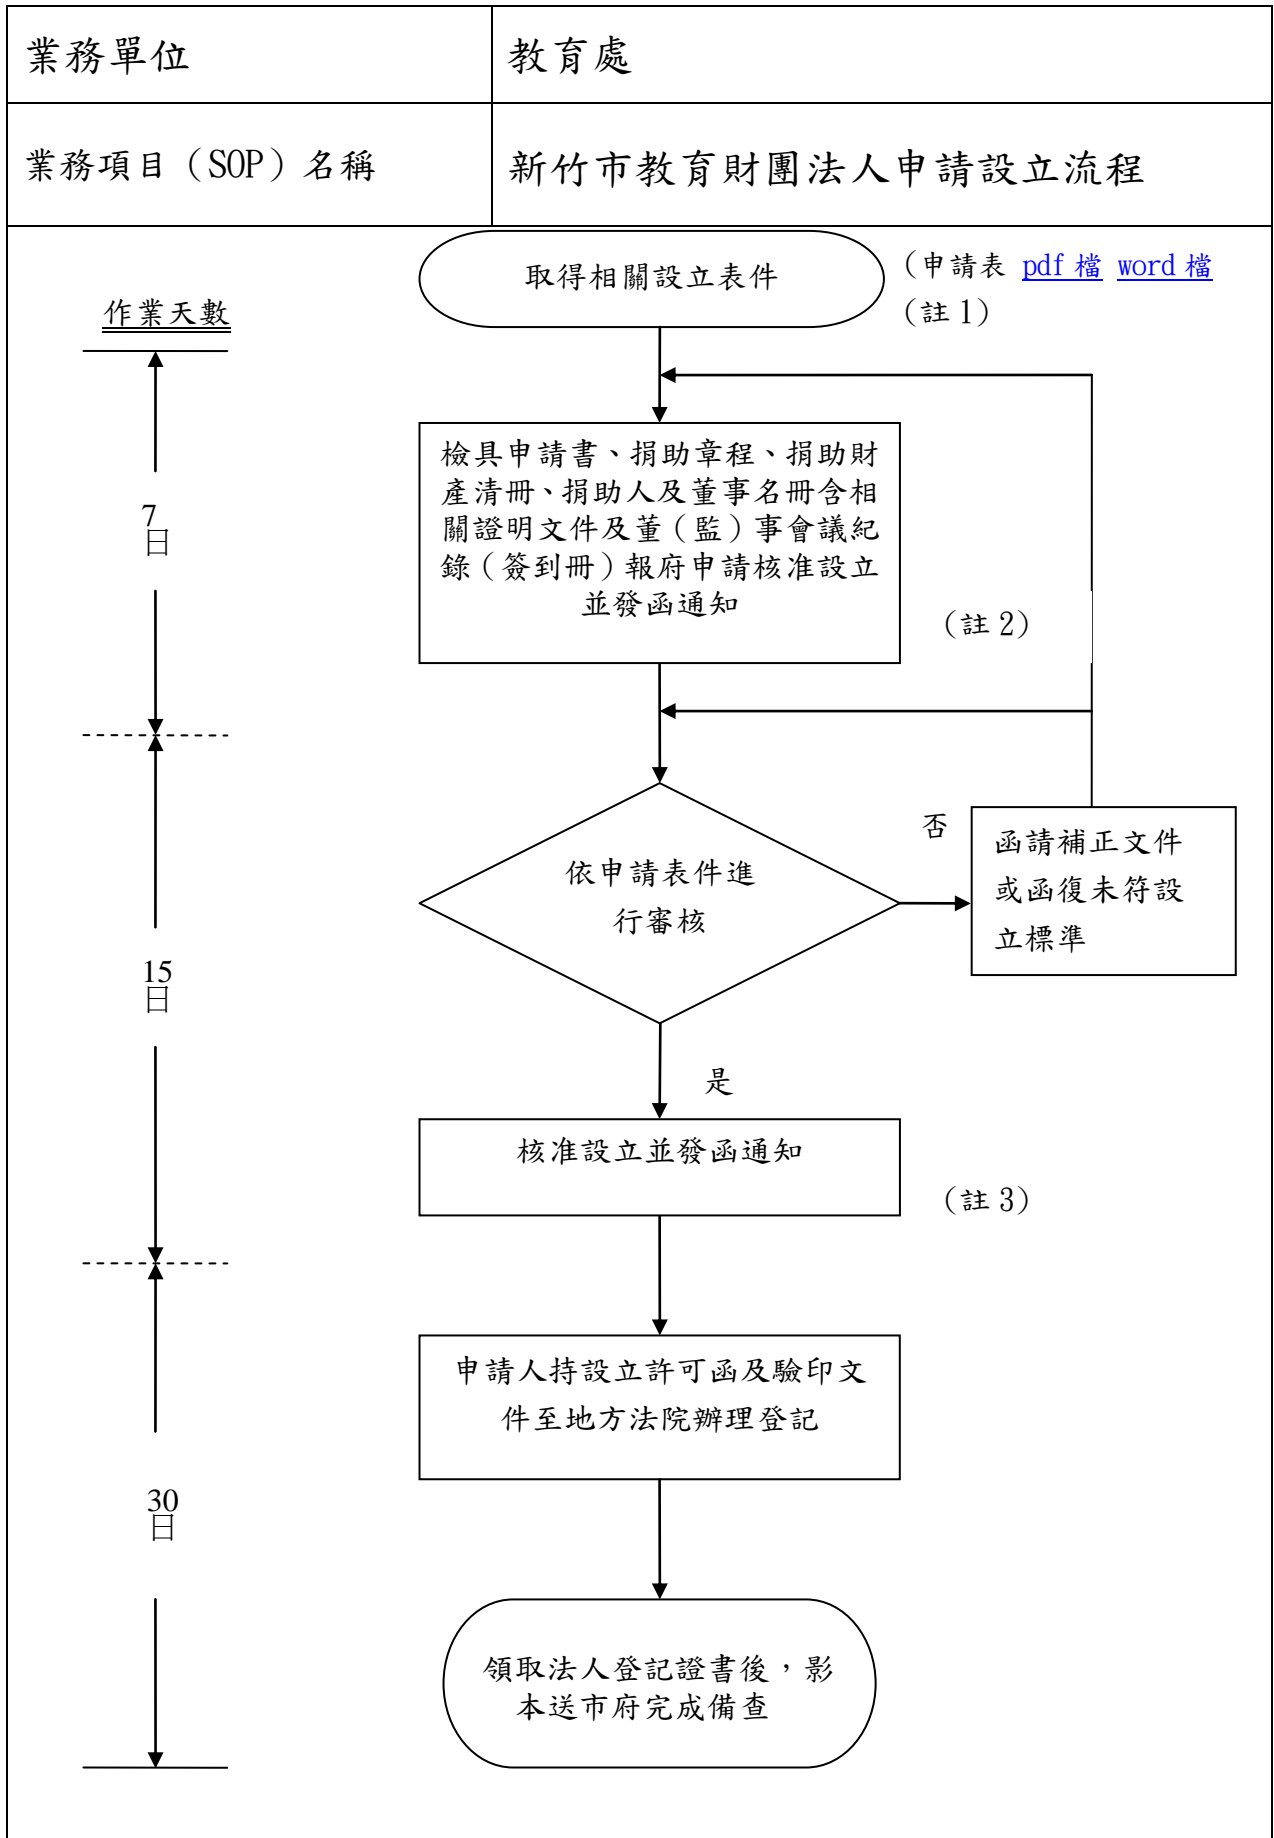 業務單位
教育處
業務項目（SOP）名稱
新竹市教育財團法人申請設立流程
取得相關設立表件
（申請表 pdf 檔 word 檔
（註 1）
作業天數
檢具申請書、捐助章程、捐助財
產清冊、捐助人及董事名冊含相
關證明文件及董（監）事會議紀
錄（簽到冊）報府申請核准設立
並發函通知
7
日
（註 2）
依申請表件進
行審核
否
函請補正文件
或函復未符設
立標準
15
日
是
核准設立並發函通知
（註 3）
申請人持設立許可函及驗印文
件至地方法院辦理登記
30
日
領取法人登記證書後，影
本送市府完成備查